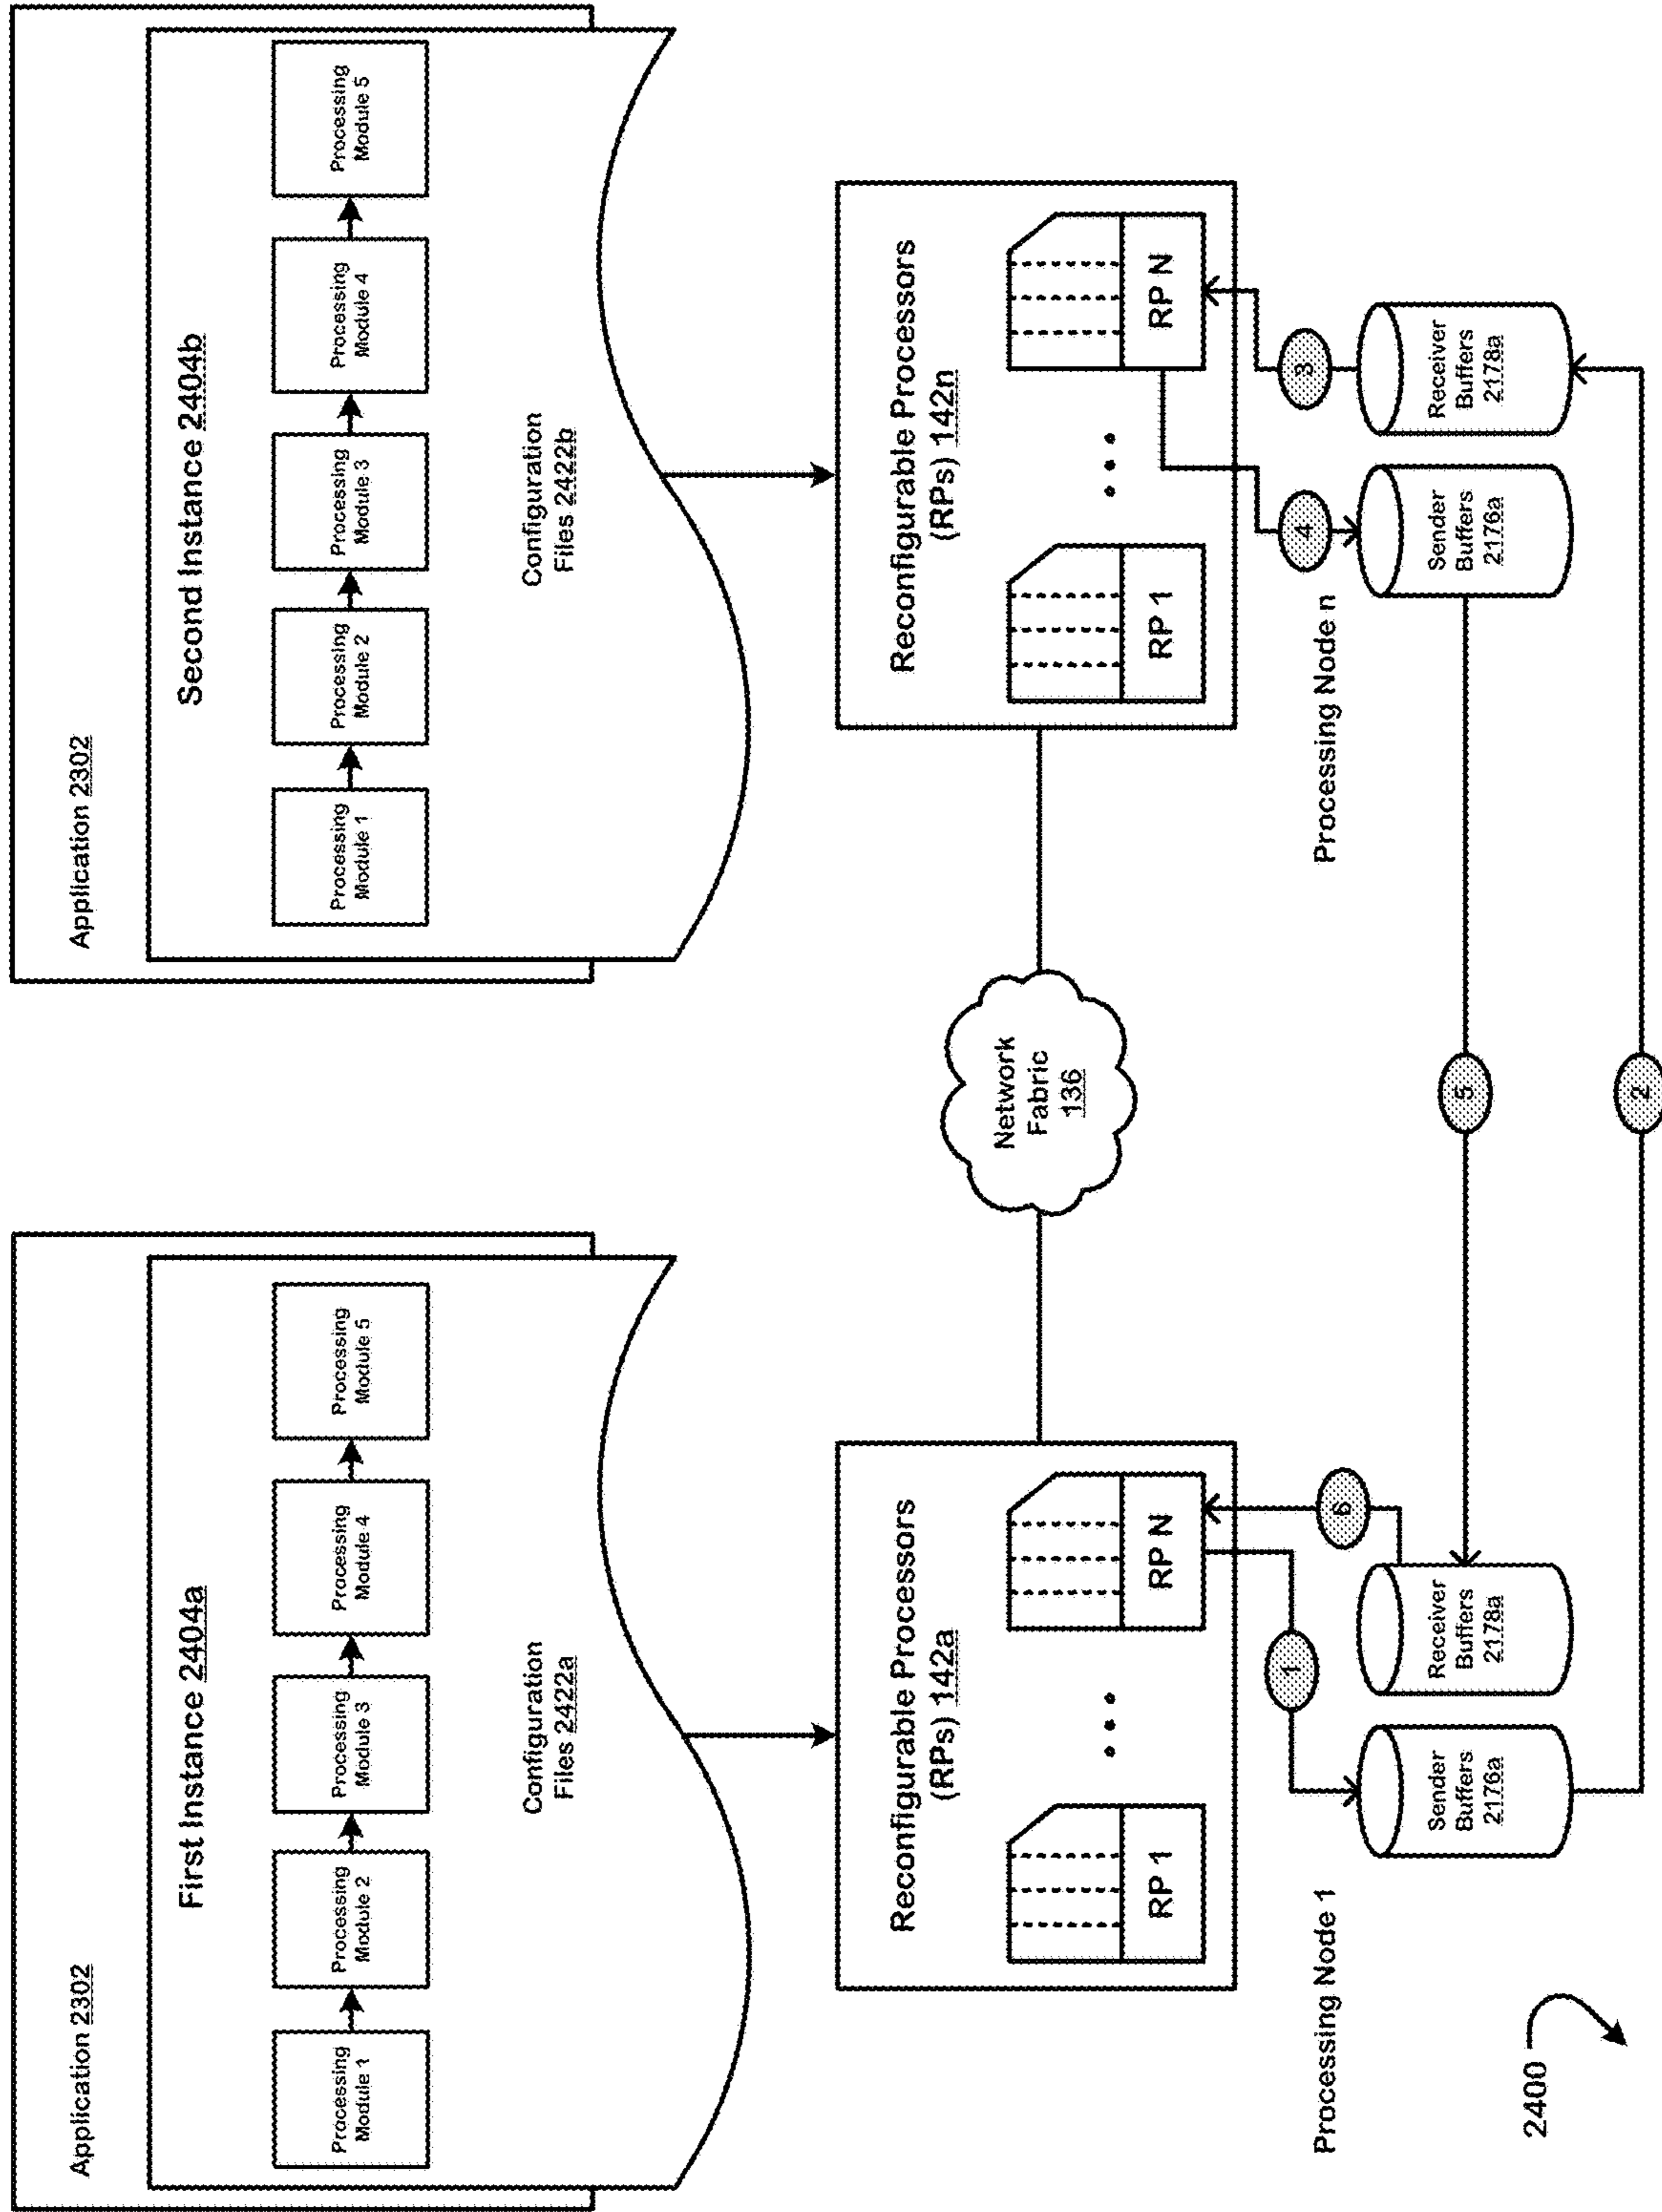 Application 2302
First Instance 2404a
Processing
Module 1
Processing
Module 2
Processing
Module 3
Processing
Module 4
Processing
Module 5
Configuration
Files 2422a
Application 2302
Second Instance 2404b
Processing
Module 1
Processing
Module 2
Processing
Module 3
Processing
Module 4
Processing
Module 5
Configuration
Files 2422b
Reconfigurable Processors
(RPs) 142a
RP 1
RP N
Network
Fabric
136
Reconfigurable Processors
(RPs) 142n
RP 1
RP N
Processing Node 1
1
6
Sender
Buffers
2176a
Receiver
Buffers
2178a
Processing Node n
4
3
Sender
Buffers
2176a
Receiver
Buffers
2178a
5
2
2400